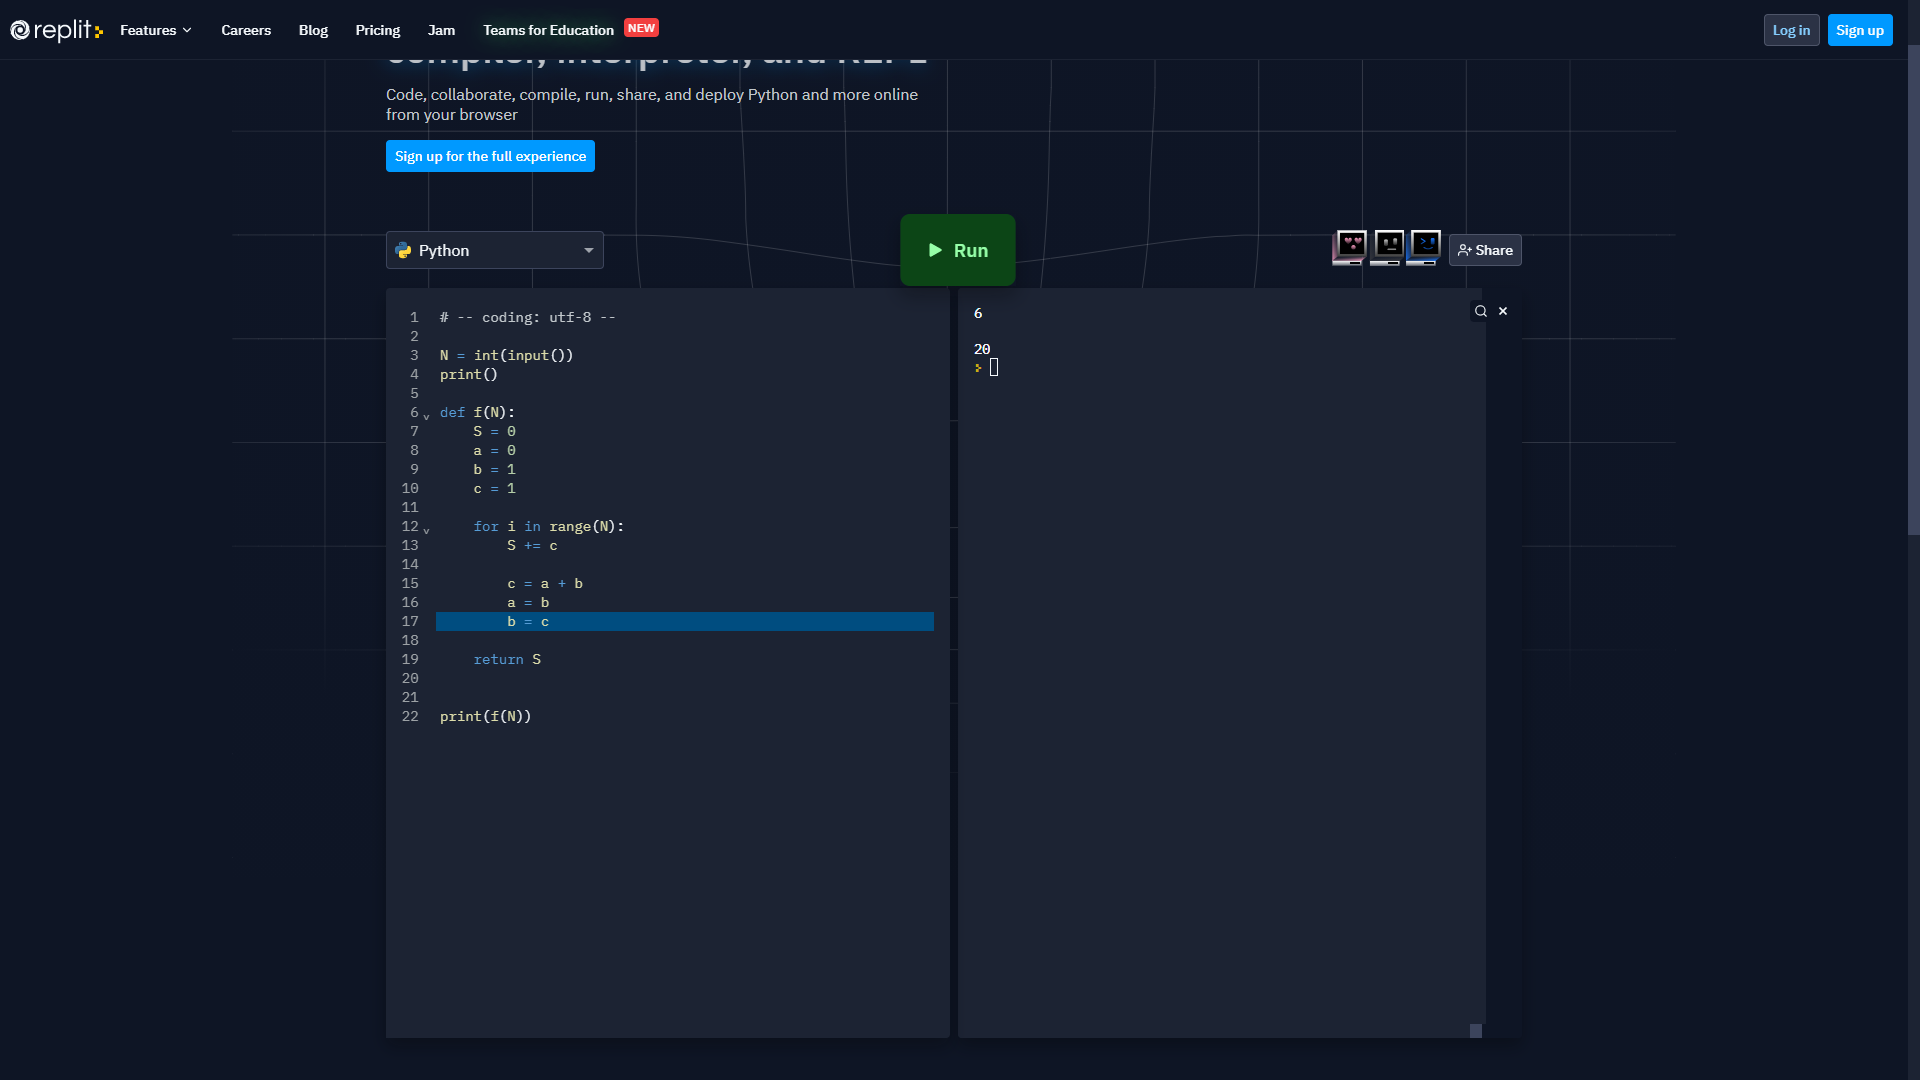 replit
Features
Careers
Blog
Pricing
Jam
Teams for Education
NEW
Log in
Sign up
compiler, interpreter, and REPL
Code, collaborate, compile, run, share, and deploy Python and more online
from your browser
Sign up for the full experience
Python
Run
Share
1 # -- coding: utf-8 --
2
3 N = int(input())
4 print()
5
6 def f(N):
7 S = 0
8 a = 0
9 b = 1
10 c = 1
11
12 for i in range(N):
13 S += c
14
15 c = a + b
16 a = b
17 b = c
18
19 return S
20
21
22 print(f(N))
6
20